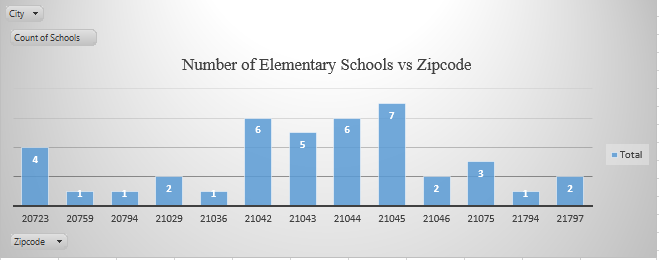 City
Count of Schools
Number of Elementary Schools vs Zipcode
4 1 1 2 1 6 5 6 7 2 3 1 2
Total
20723 20759 20794 21029 21036 21042 21043 21044 21045 21046 21075 21794 21797
Zipcode